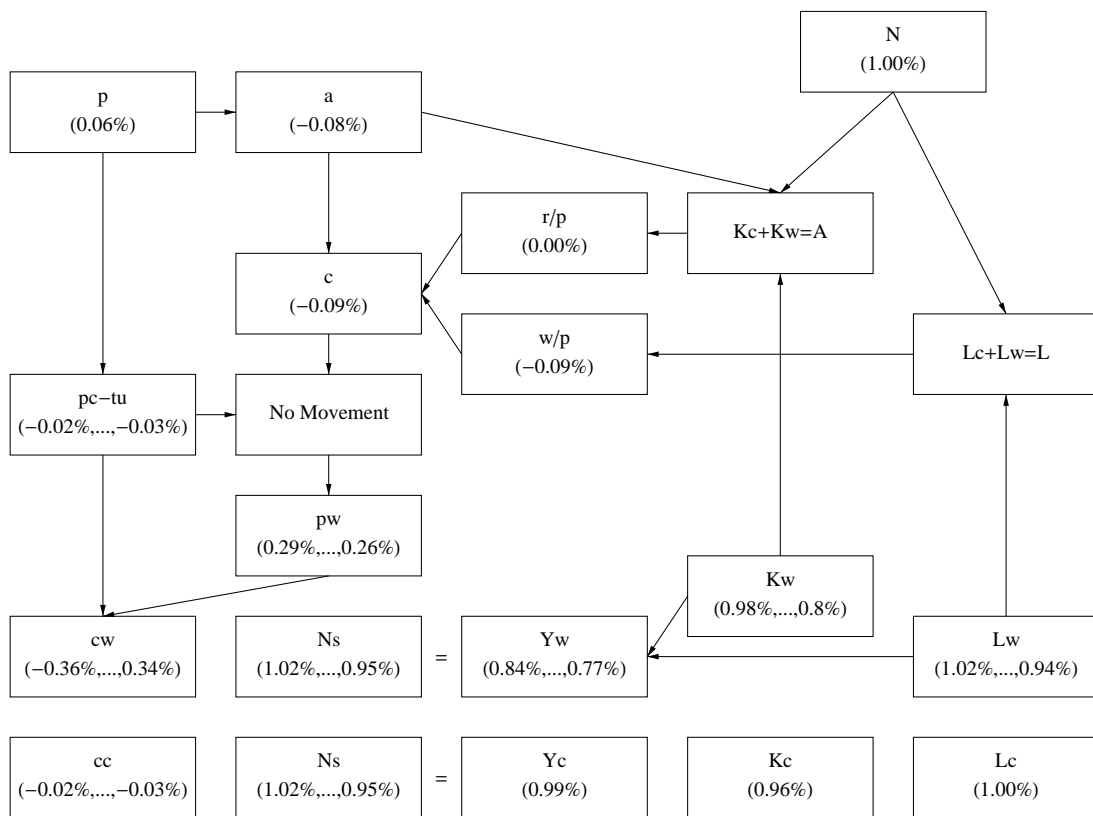 N
(1.00%)
p
(0.06%)
a
(−0.08%)
r/p
(0.00%)
Kc+Kw=A
c
(−0.09%)
w/p
(−0.09%)
Lc+Lw=L
pc−tu
(−0.02%,...,−0.03%)
No Movement
pw
(0.29%,...,0.26%)
Kw
(0.98%,...,0.8%)
cw
(−0.36%,...,0.34%)
Ns
(1.02%,...,0.95%)
=
Yw
(0.84%,...,0.77%)
Lw
(1.02%,...,0.94%)
cc
(−0.02%,...,−0.03%)
Ns
(1.02%,...,0.95%)
=
Yc
(0.99%)
Kc
(0.96%)
Lc
(1.00%)